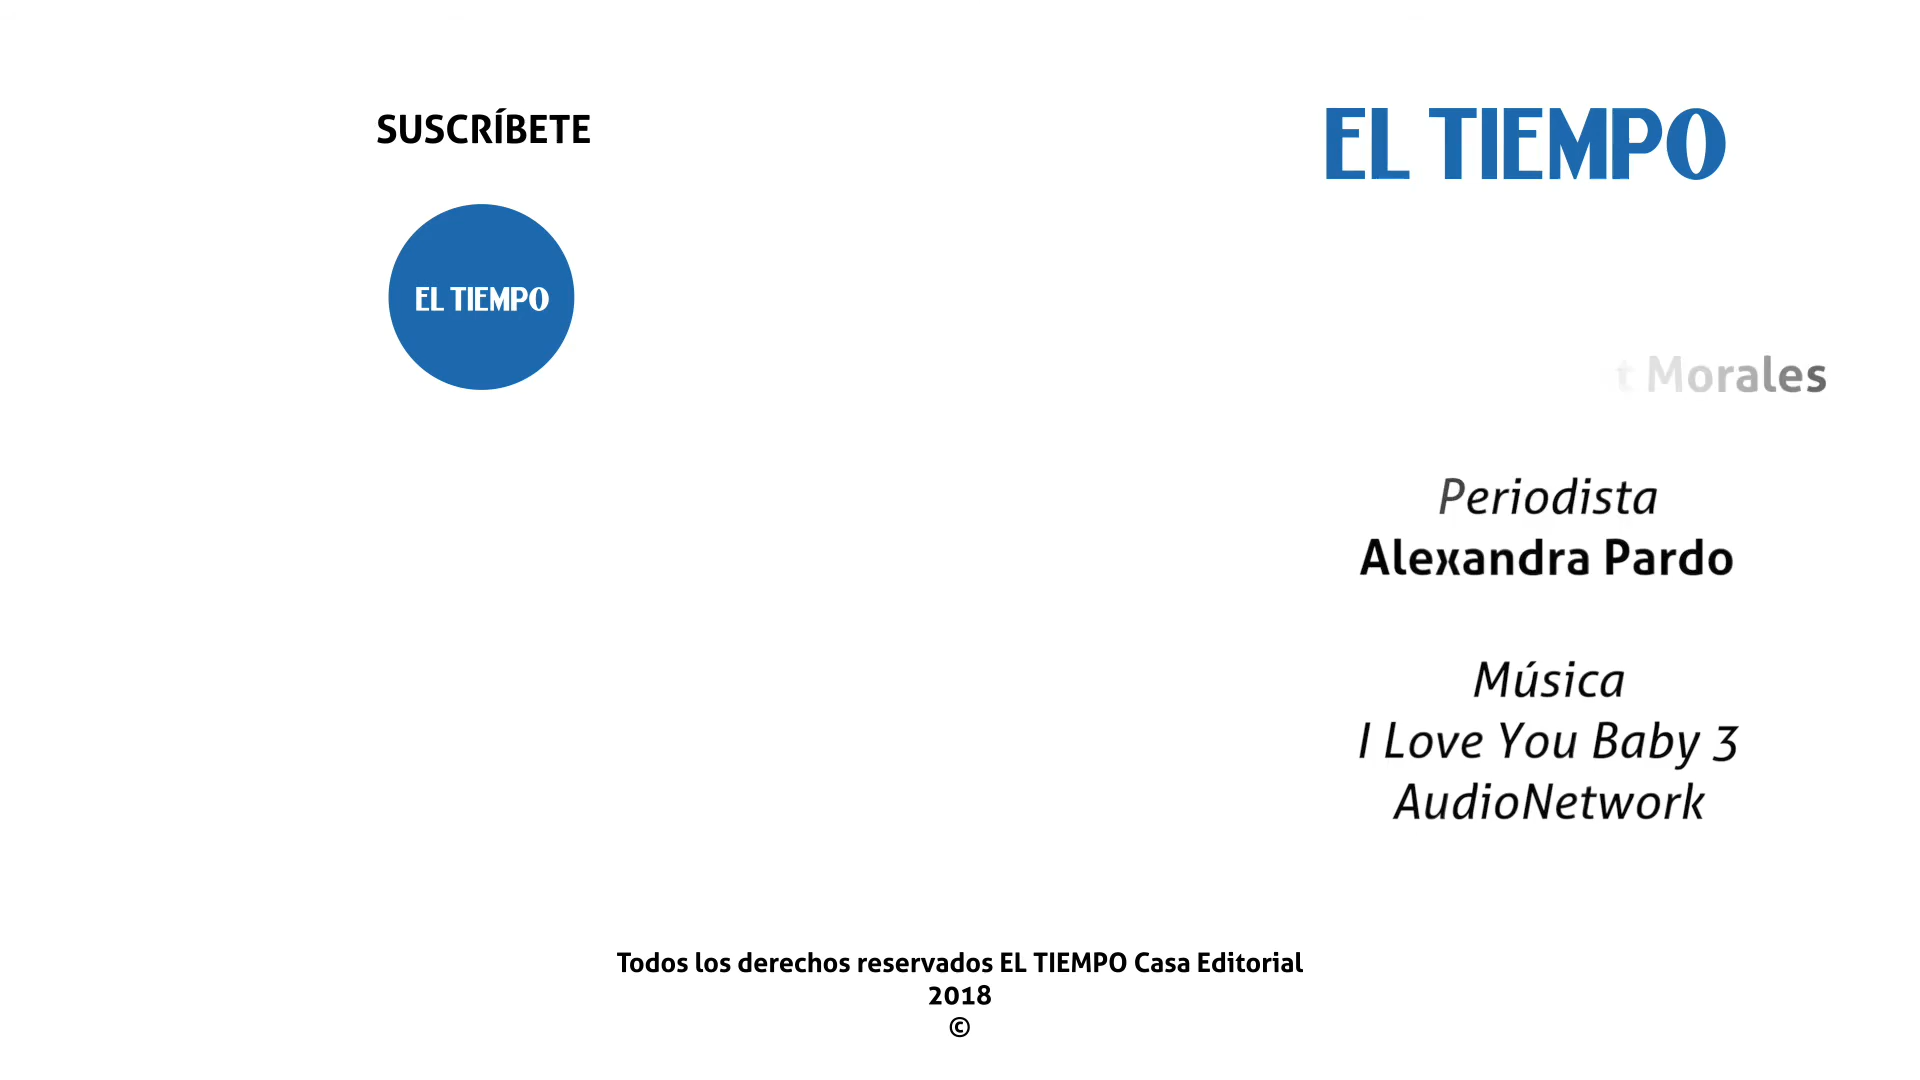 SUSCRÍBETE
EL TIEMPO
EL TIEMPO
Morales
Periodista
Alexandra Pardo
Música
I Love You Baby 3
AudioNetwork
Todos los derechos reservados EL TIEMPO Casa Editorial
2018
©